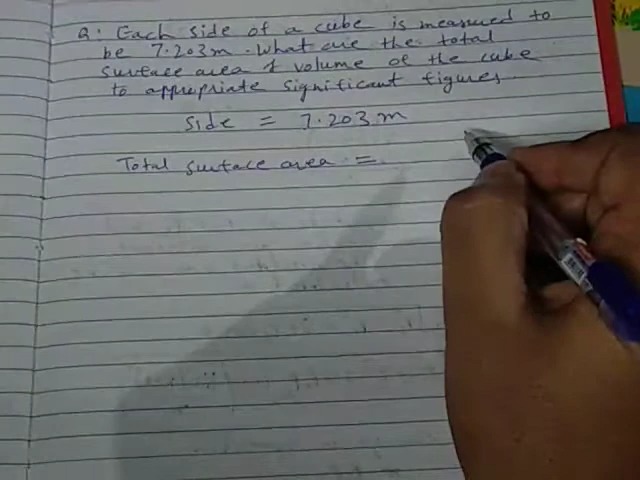 Q: Each side of a cube is measured to
be 7.203m. What are the total
surface area & volume of the cube
to appropriate significant figures
side = 7.203 m
Total surface area =